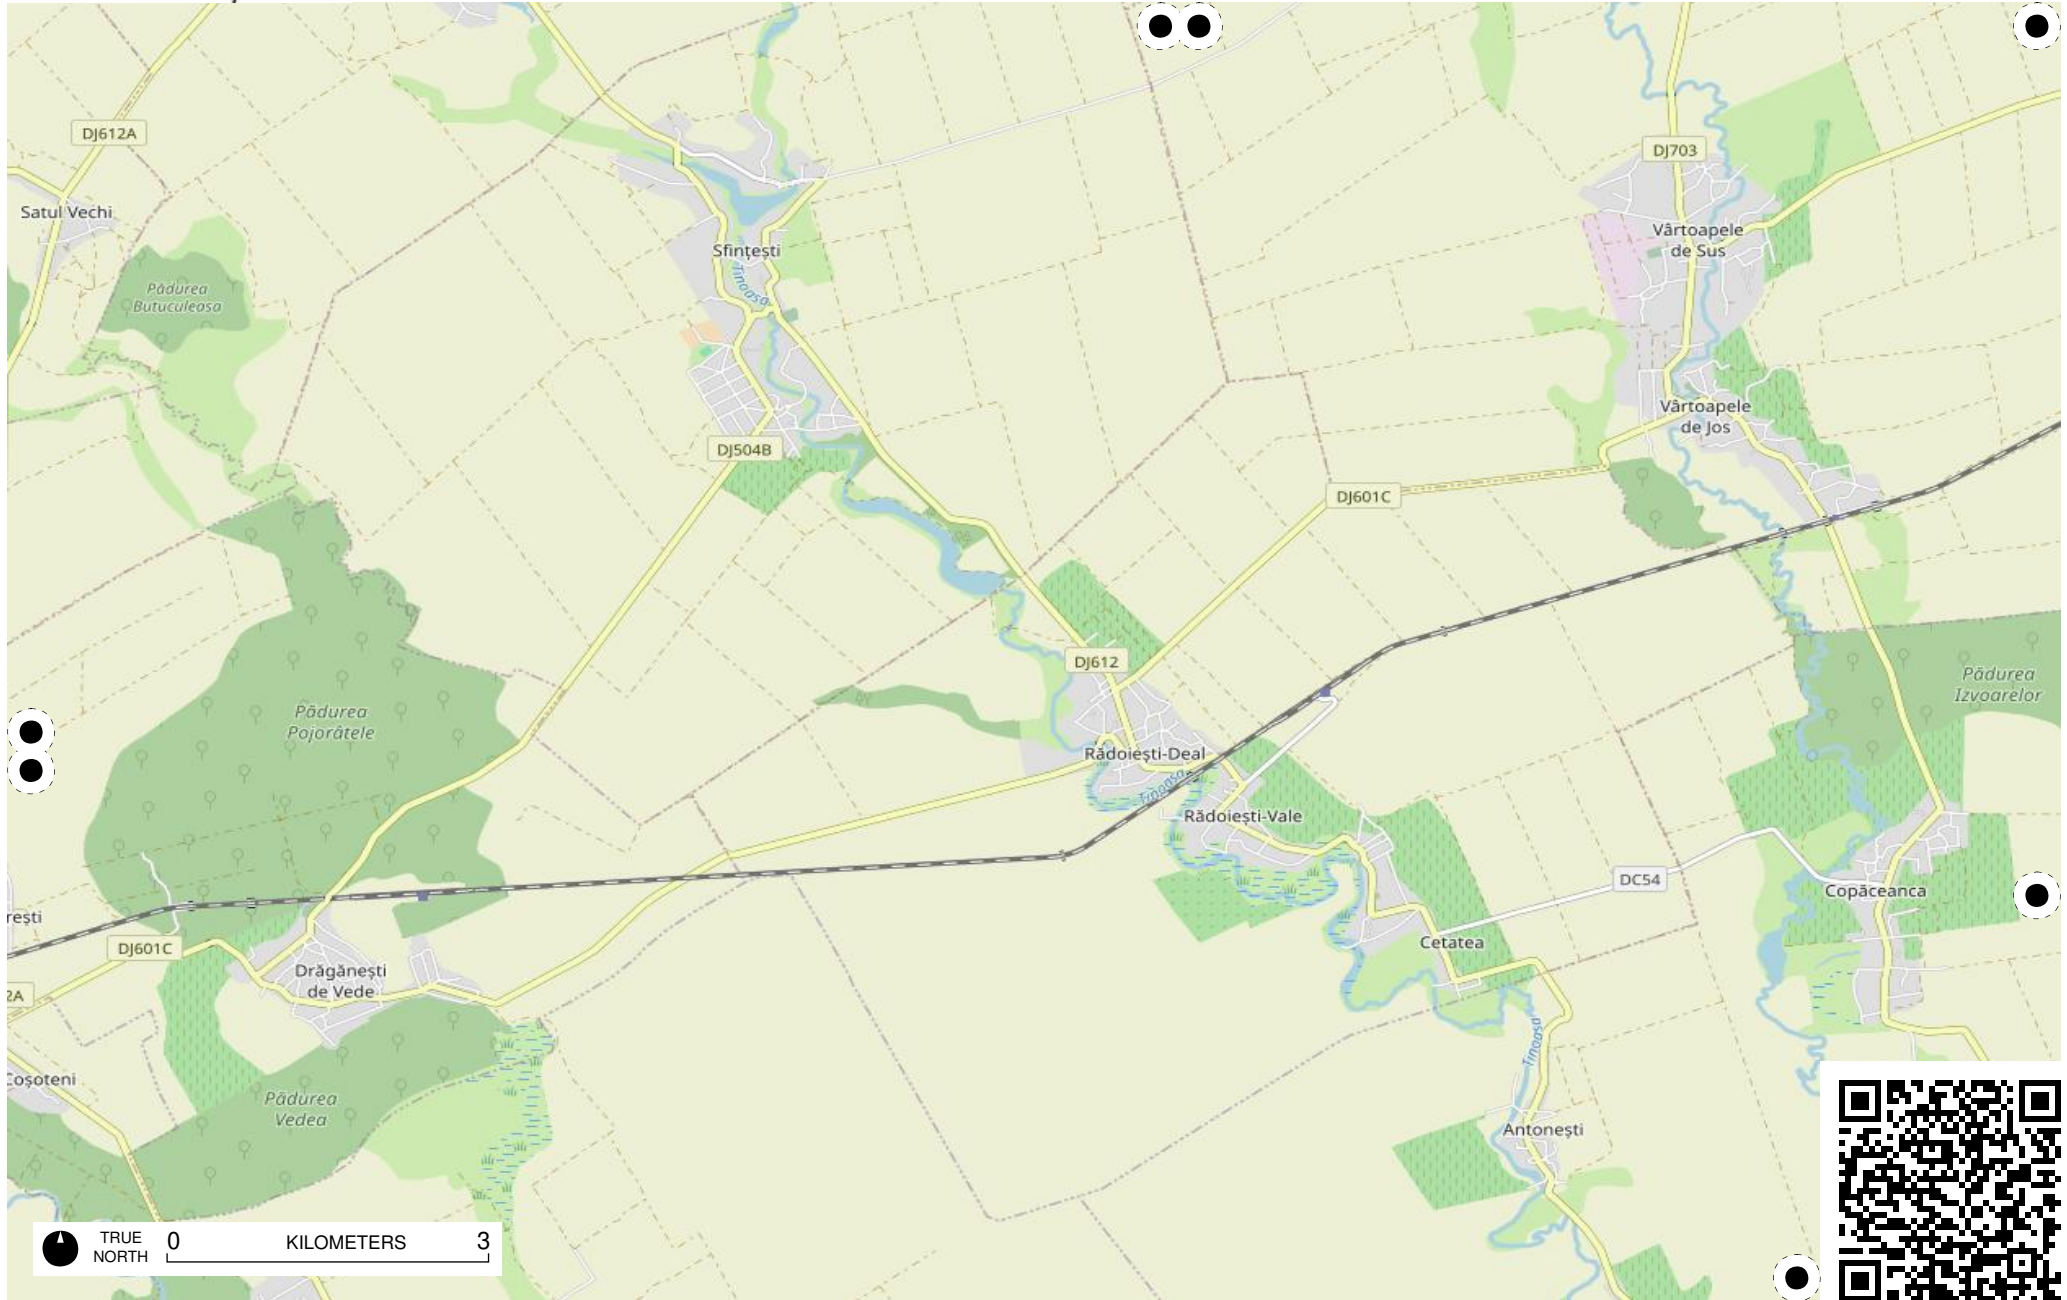 DJ612A
DJ703
Satul Vechi
Vârtoapele
de Sus
Sfințești
Tinoasa
Pădurea
Butuculeasa
Vârtoapele
de Jos
DJ504B
DJ601C
DJ612
Pădurea
Izvoarelor
Pădurea
Pojorâtele
Rădoiești-Deal
Tinoasa
Rădoiești-Vale
DC54
Copăceanca
rești
DJ601C
Cetatea
Drăgănești
de Vede
2A
Tinoasa
Coșoteni
Pădurea
Vedea
Antonești
TRUE
NORTH
0 KILOMETERS 3